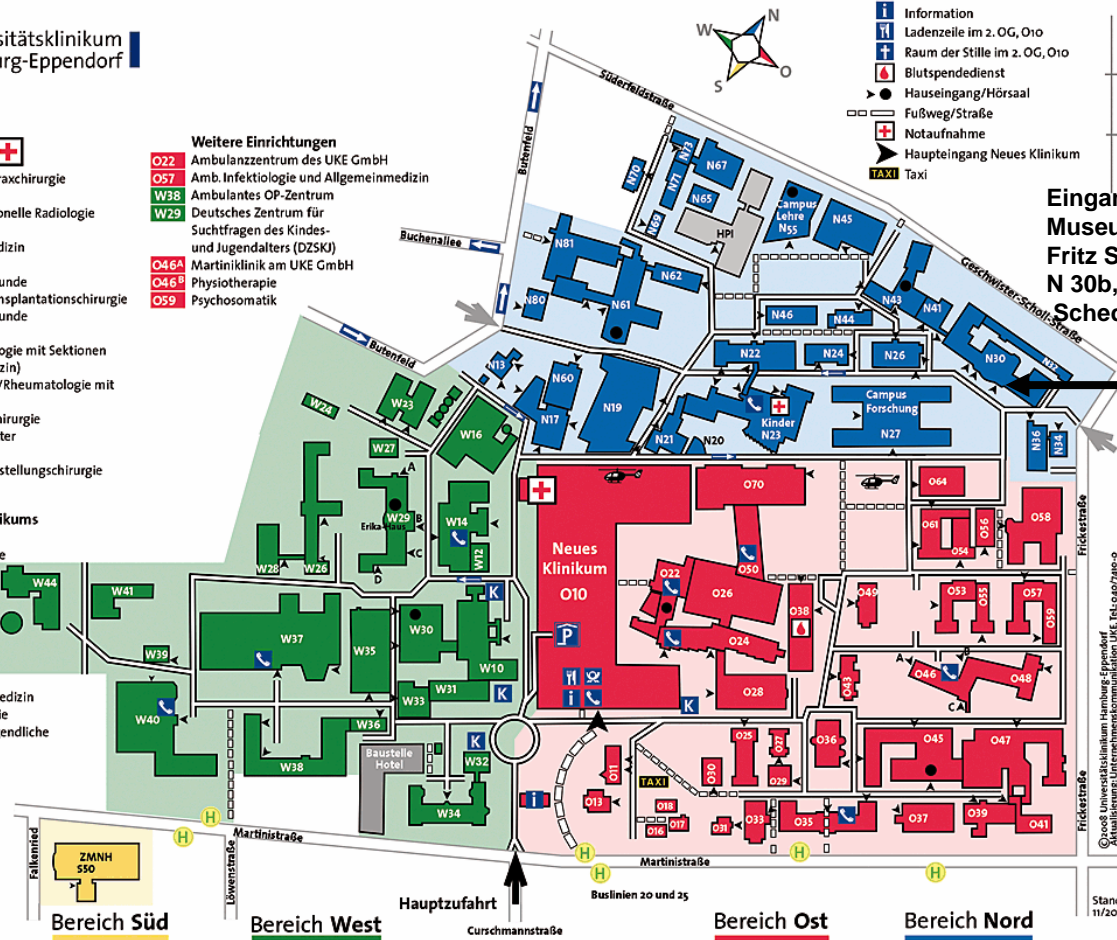 sitätsklinikum
urg-Eppendorf
raxchirurgie
onelle Radiologie
dizin
unde
nsplantationschirurgie
unde
ogie mit Sektionen
zin)
/Rheumatologie mit
hirurgie
ter
stellungschirurgie
ikums
e
edizin
ie
gendliche
Weitere Einrichtungen
O22 Ambulanzzentrum des UKE GmbH
O57 Amb. Infektiologie und Allgemeinmedizin
W38 Ambulantes OP-Zentrum
W29 Deutsches Zentrum für
Suchtfragen des Kindes-
und Jugendalters (DZSKJ)
O46A Martiniklinik am UKE GmbH
O46B Physiotherapie
O59 Psychosomatik
N
W
O
S
i Information
Ladenzeile im 2. OG, O10
Raum der Stille im 2. OG, O10
Blutspendedienst
Hauseingang/Hörsaal
Fußweg/Straße
Notaufnahme
Haupteingang Neues Klinikum
TAXI Taxi
Eingan
Museu
Fritz S
N 30b,
Sched
Süderfeldstraße
Butenfeld
Buchenallee
Geschwister-Scholl-Straße
Butenfeld
N73
N70
N67
N71
N65
N69
HPI
Campus
Lehre
N55
N45
N81
N62
N80
N61
N43
N41
N46
N44
N30
N13
N60
N22
N24
N26
N17
N19
N21
N20
Kinder
N23
Campus
Forschung
N27
N36
N34
W24
W23
W16
W27
A
W29
Erika-Haus
B
C
D
W14
W12
W28
W26
W44
W41
W39
W37
W35
W30
W10
W31
W33
W40
W36
W38
Baustelle
Hotel
W32
W34
K
K
K
K
Neues
Klinikum
O10
P
i
O70
O50
O22
O26
O24
O38
O28
O64
O61
O54
O56
O58
O49
O53
O55
O57
O59
O43
A
O46
B
C
O48
O11
O13
TAXI
O18
O16
O17
O30
O31
O25
O27
O29
O33
O36
O35
O45
O47
O37
O39
O41
i
H
H
H
H
H
H
Frickestraße
Frickestraße
Falkenried
Löwenstraße
Martinistraße
Martinistraße
ZMNH
S50
Hauptzufahrt
Curschmannstraße
Buslinien 20 und 25
Bereich Süd
Bereich West
Bereich Ost
Bereich Nord
Stand
11/20